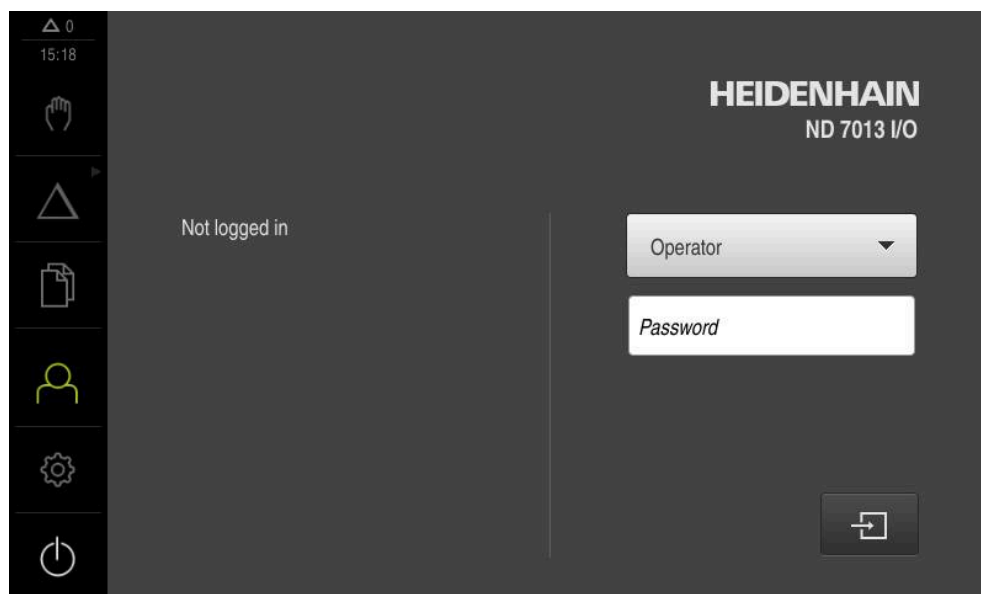 0
15:18
HEIDENHAIN
ND 7013 I/O
Not logged in
Operator
Password